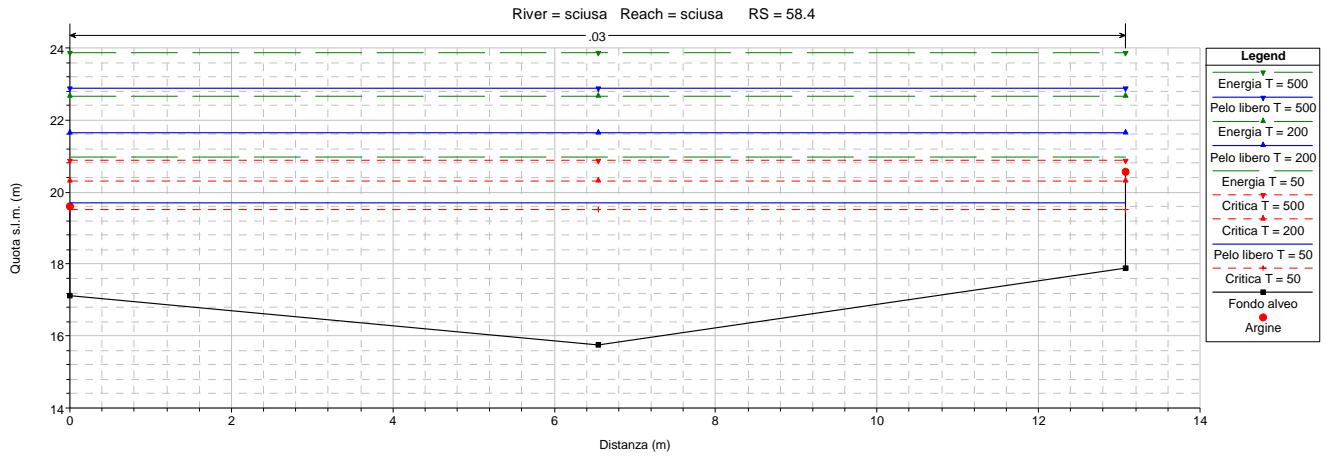 River = sciusa   Reach = sciusa      RS = 58.4
.03
24
22
20
18
16
14
Quota s.l.m. (m)
0 2 4 6 8 10 12 14
Distanza (m)
Legend
Energia T = 500
Pelo libero T = 500
Energia T = 200
Pelo libero T = 200
Energia T = 50
Critica T = 500
Critica T = 200
Pelo libero T = 50
Critica T = 50
Fondo alveo
Argine